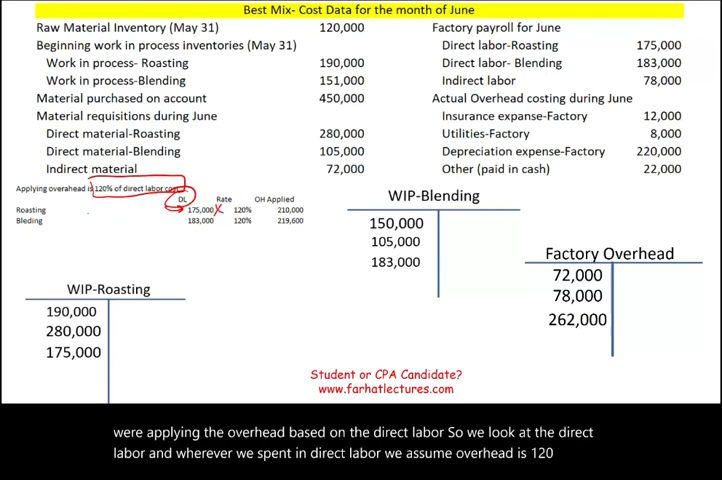 Best Mix- Cost Data for the month of June
Raw Material Inventory (May 31) 120,000
Beginning work in process inventories (May 31)
Work in process- Roasting 190,000
Work in process-Blending 151,000
Material purchased on account 450,000
Material requisitions during June
Direct material-Roasting 280,000
Direct material-Blending 105,000
Indirect material 72,000
Factory payroll for June
Direct labor-Roasting 175,000
Direct labor- Blending 183,000
Indirect labor 78,000
Actual Overhead costing during June
Insurance expanse-Factory 12,000
Utilities-Factory 8,000
Depreciation expense-Factory 220,000
Other (paid in cash) 22,000
Applying overahead is 120% of direct labor cost
DL Rate OH Applied
Roasting 175,000 120% 210,000
Bleding 183,000 120% 219,600
WIP-Blending
150,000
105,000
183,000
Factory Overhead
72,000
78,000
262,000
WIP-Roasting
190,000
280,000
175,000
Student or CPA Candidate?
www.farhatlectures.com
were applying the overhead based on the direct labor So we look at the direct
labor and wherever we spent in direct labor we assume overhead is 120